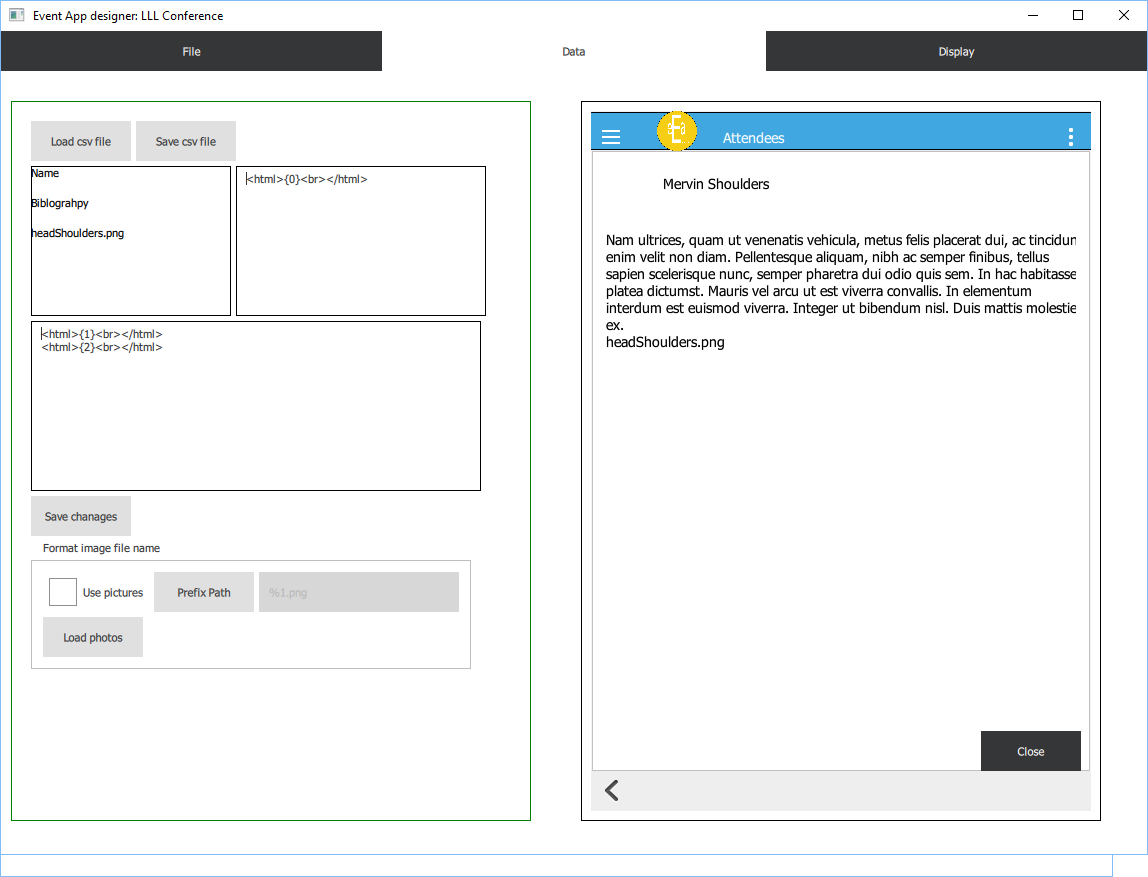 Event App designer: LLL Conference
File
Data
Display
Load csv file
Save csv file
Name
Biblograhpy
headShoulders.png
<html>{0}<br></html>
<html>{1}<br></html>
<html>{2}<br></html>
Save chanages
Format image file name
Use pictures
Prefix Path
%1.png
Load photos
Attendees
Mervin Shoulders
Nam ultrices, quam ut venenatis vehicula, metus felis placerat dui, ac tincidun
enim velit non diam. Pellentesque aliquam, nibh ac semper finibus, tellus
sapien scelerisque nunc, semper pharetra dui odio quis sem. In hac habitasse
platea dictumst. Mauris vel arcu ut est viverra convallis. In elementum
interdum est euismod viverra. Integer ut bibendum nisl. Duis mattis molestie
ex.
headShoulders.png
Close